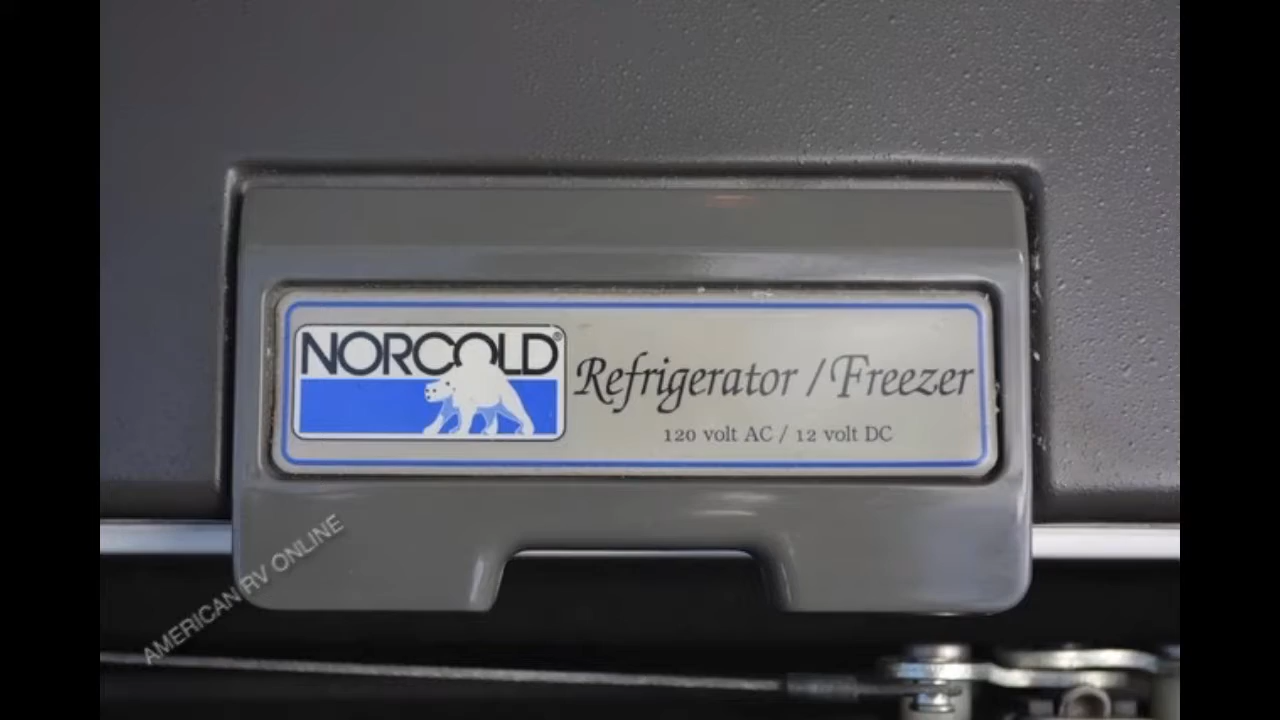 NORCOLD®
Refrigerator / Freezer
120 volt AC / 12 volt DC
AMERICAN RV ONLINE